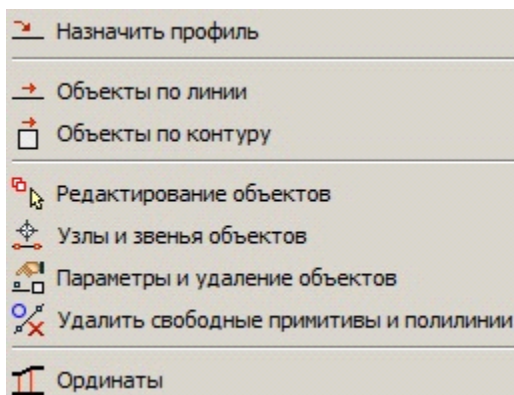 Назначить профиль
Объекты по линии
Объекты по контуру
Редактирование объектов
Узлы и звенья объектов
Параметры и удаление объектов
Удалить свободные примитивы и полилинии
Ординаты